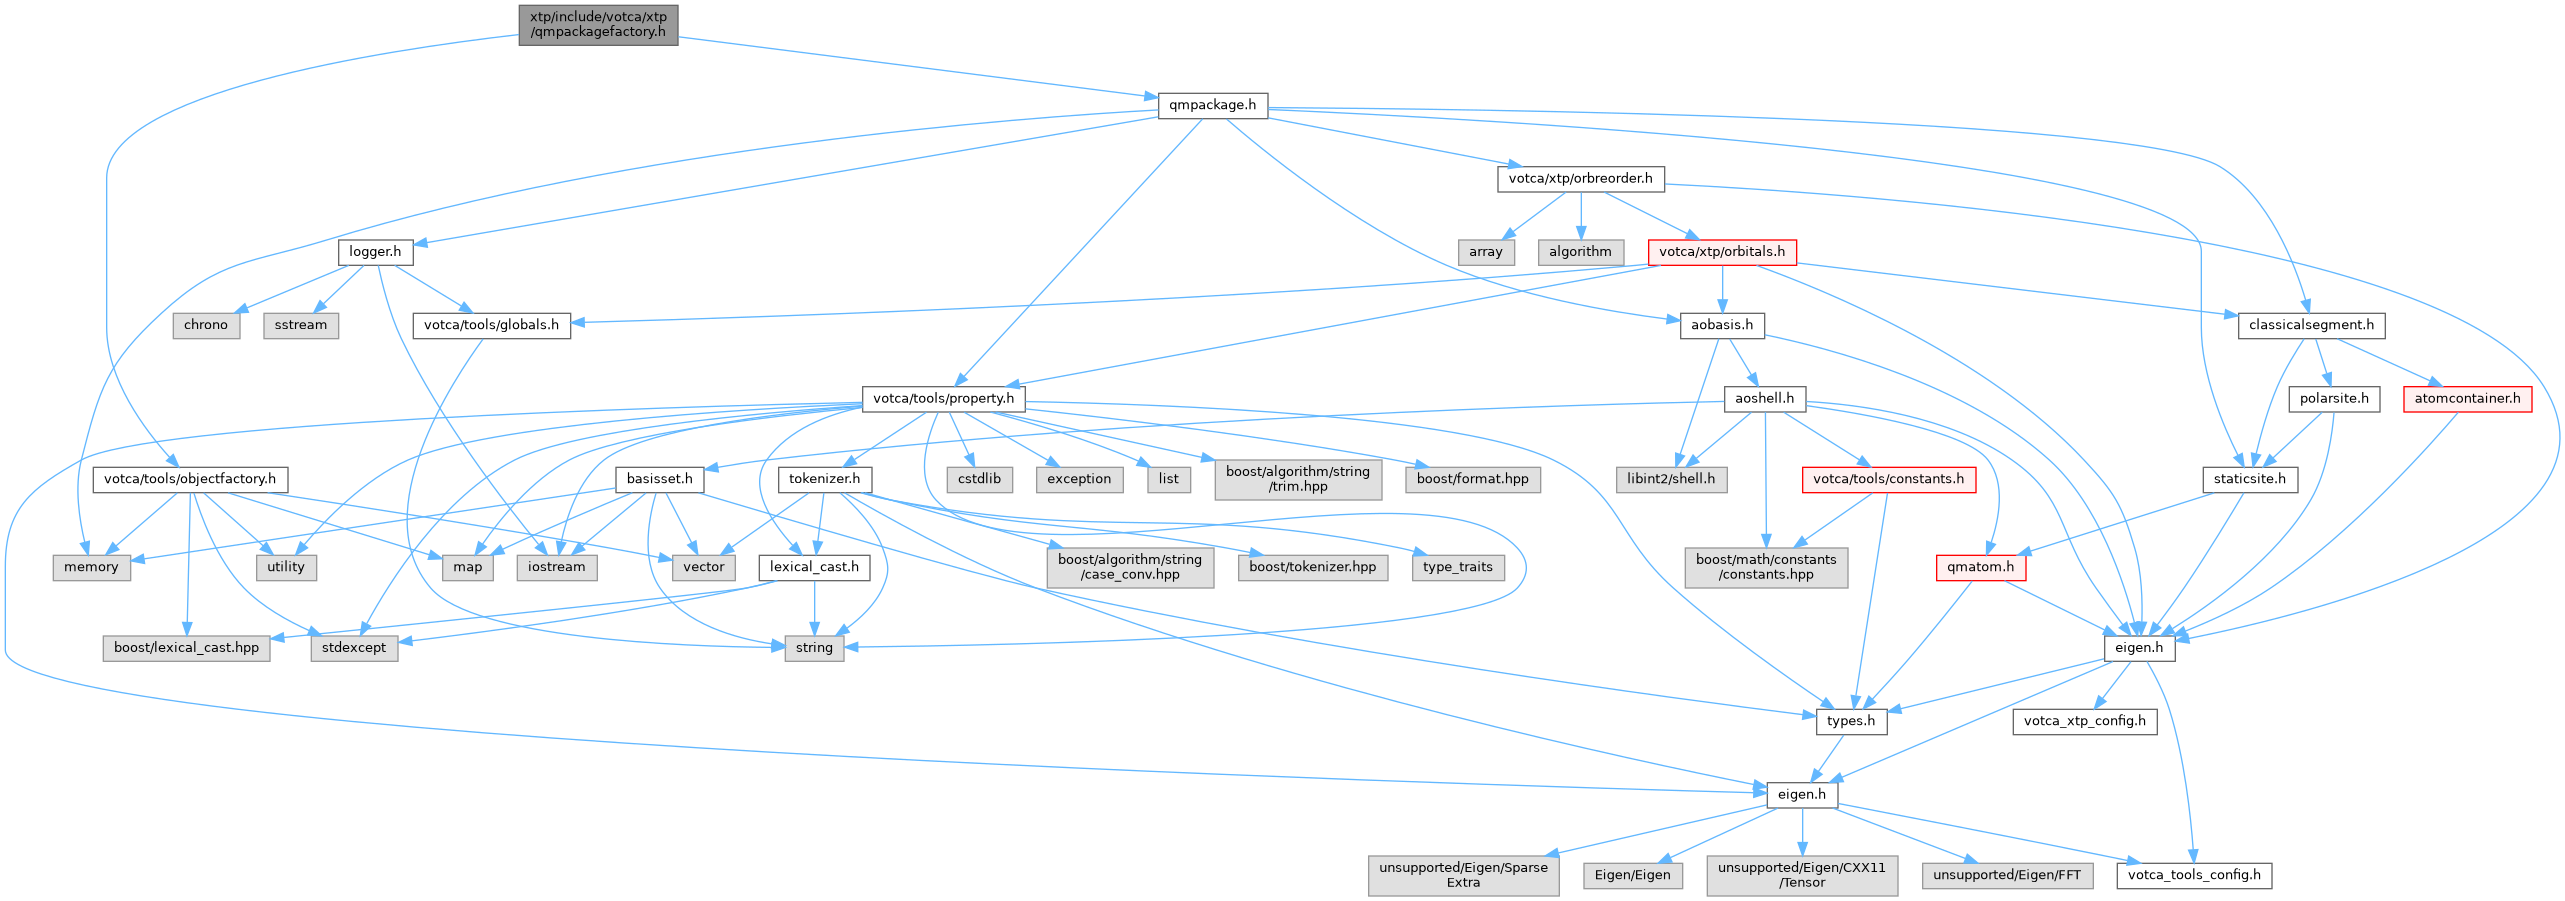 xtp/include/votca/xtp
/qmpackagefactory.h
qmpackage.h
votca/xtp/orbreorder.h
logger.h
array
algorithm
votca/xtp/orbitals.h
chrono
sstream
votca/tools/globals.h
aobasis.h
classicalsegment.h
votca/tools/property.h
aoshell.h
polarsite.h
atomcontainer.h
votca/tools/objectfactory.h
basisset.h
tokenizer.h
cstdlib
exception
list
boost/algorithm/string
/trim.hpp
boost/format.hpp
libint2/shell.h
votca/tools/constants.h
staticsite.h
memory
utility
map
iostream
vector
lexical_cast.h
boost/algorithm/string
/case_conv.hpp
boost/tokenizer.hpp
type_traits
boost/math/constants
/constants.hpp
qmatom.h
boost/lexical_cast.hpp
stdexcept
string
eigen.h
types.h
votca_xtp_config.h
eigen.h
unsupported/Eigen/Sparse
Extra
Eigen/Eigen
unsupported/Eigen/CXX11
/Tensor
unsupported/Eigen/FFT
votca_tools_config.h